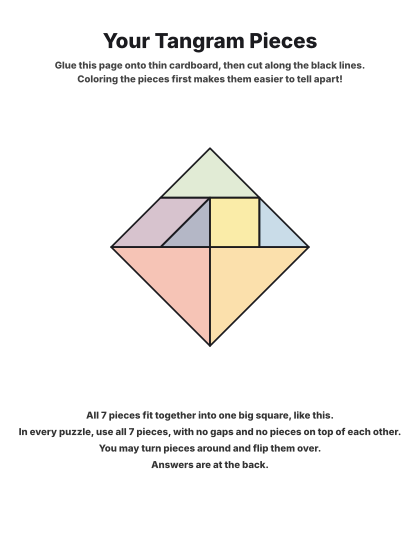 Your Tangram Pieces
Glue this page onto thin cardboard, then cut along the black lines.
Coloring the pieces first makes them easier to tell apart!
All 7 pieces fit together into one big square, like this.
In every puzzle, use all 7 pieces, with no gaps and no pieces on top of each other.
You may turn pieces around and flip them over.
Answers are at the back.